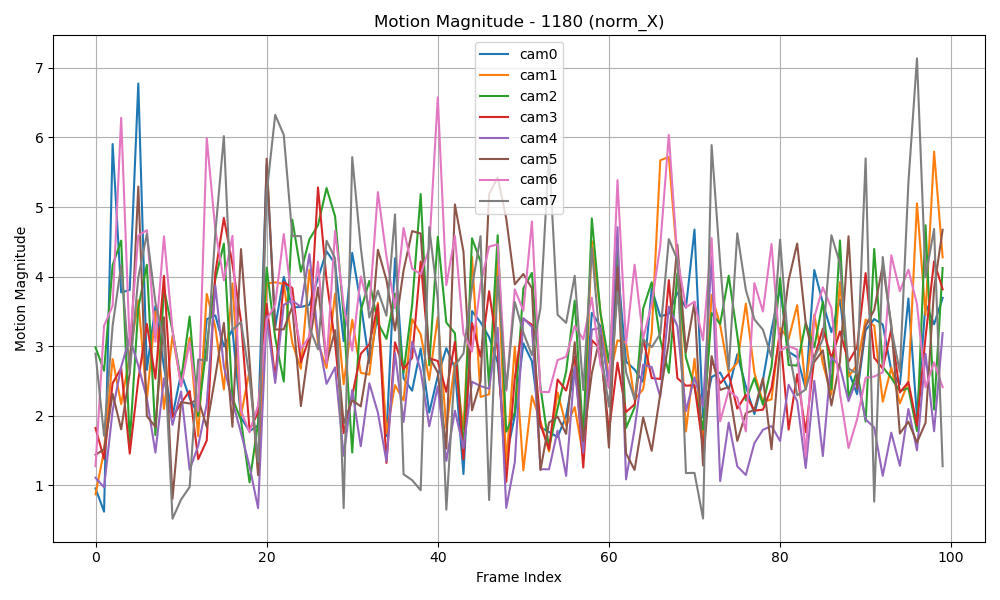 Motion Magnitude - 1180 (norm_X)
cam0
cam1
cam2
cam3
cam4
cam5
cam6
cam7
Motion Magnitude
7
6
5
4
3
2
1
0
20
40
60
80
100
Frame Index